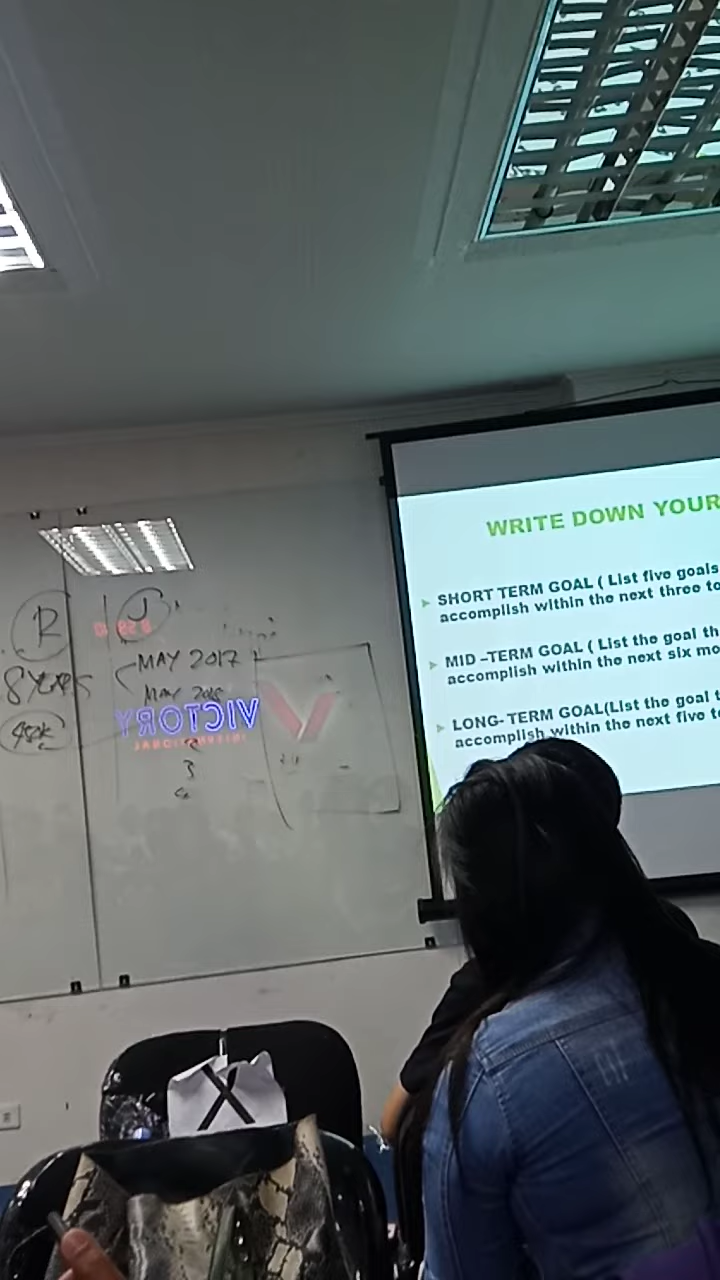 WRITE DOWN YOUR
SHORT TERM GOAL ( List five goals
accomplish within the next three to
MID –TERM GOAL ( List the goal th
accomplish within the next six mo
LONG- TERM GOAL(List the goal t
accomplish within the next five to
R
J
8 YEARS
MAY 2017
MAY
VICTORY
INTERNATIONAL
3
X